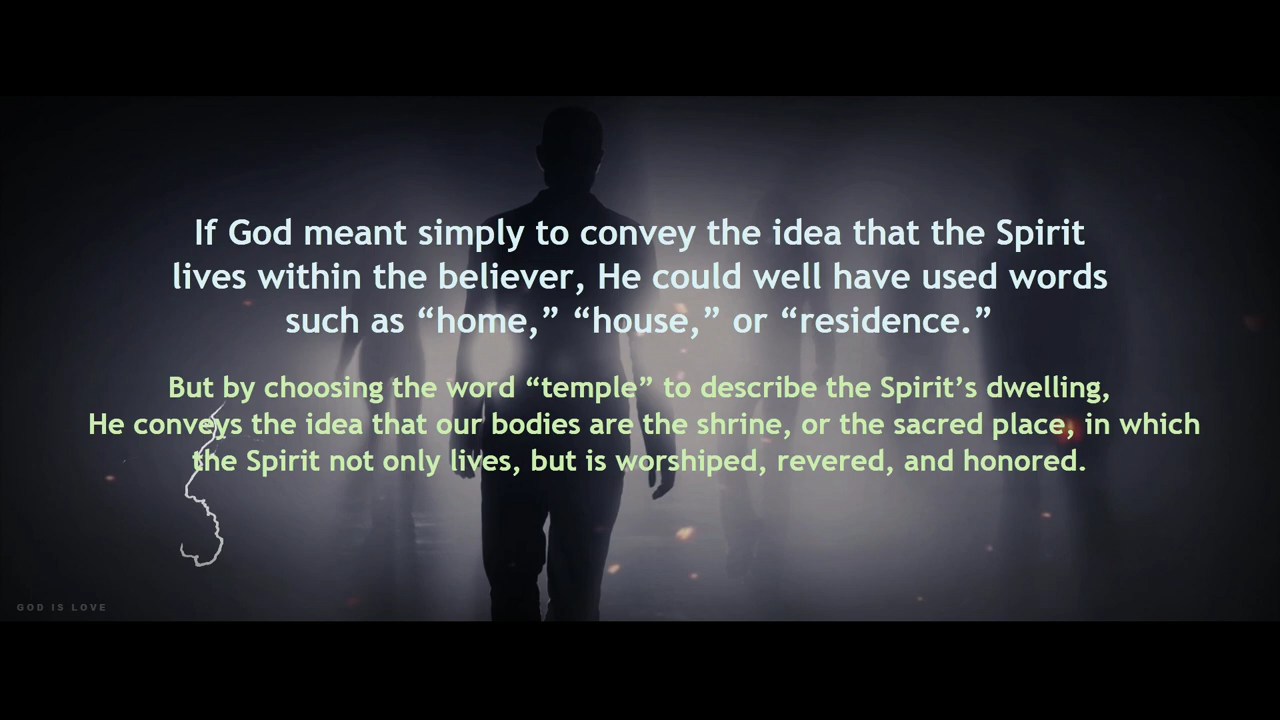 If God meant simply to convey the idea that the Spirit
lives within the believer, He could well have used words
such as “home,” “house,” or “residence.”
But by choosing the word “temple” to describe the Spirit’s dwelling,
He conveys the idea that our bodies are the shrine, or the sacred place, in which
the Spirit not only lives, but is worshiped, revered, and honored.
GOD IS LOVE